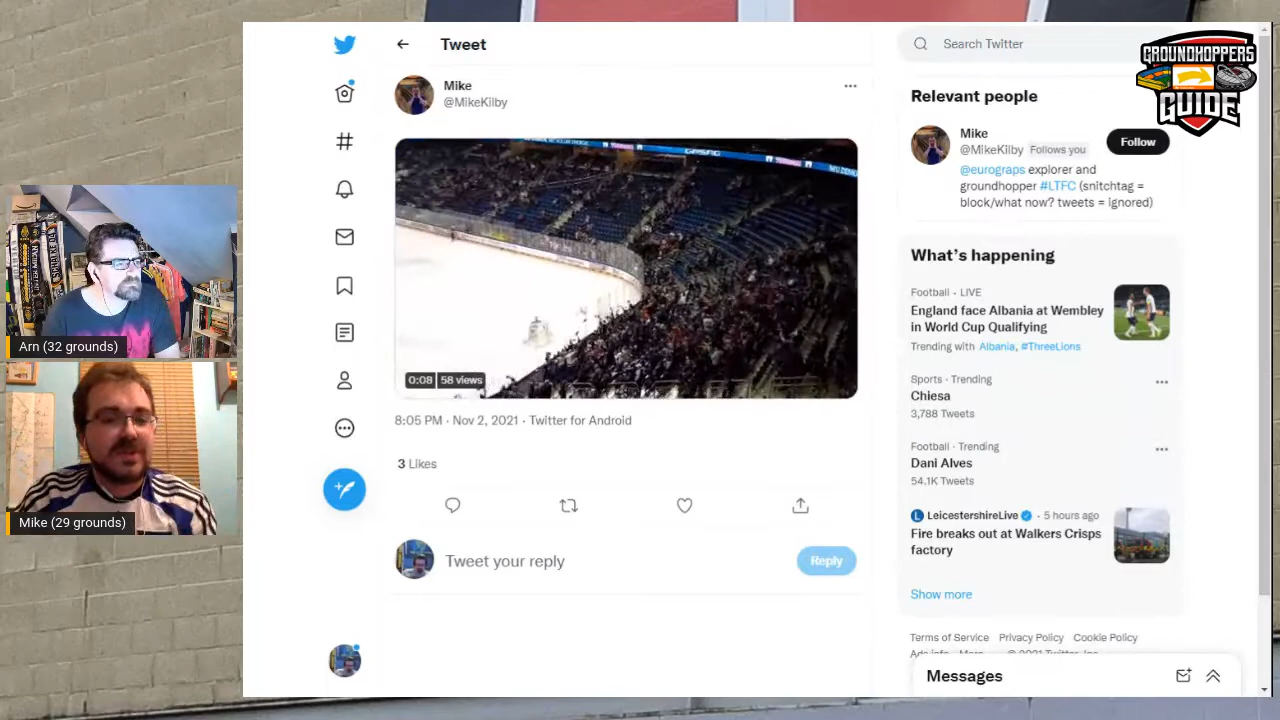 Tweet
Search Twitter
GROUNDHOPPERS
GUIDE
Mike
@MikeKilby
0:08
58 views
8:05 PM · Nov 2, 2021 · Twitter for Android
3 Likes
Tweet your reply
Reply
Relevant people
Mike
@MikeKilby Follows you
Follow
@eurograps explorer and
groundhopper #LTFC (snitchtag =
block/what now? tweets = ignored)
What's happening
Football · LIVE
England face Albania at Wembley
in World Cup Qualifying
Trending with Albania, #ThreeLions
Sports · Trending
Chiesa
3,788 Tweets
Football · Trending
Dani Alves
54.1K Tweets
LeicestershireLive · 5 hours ago
Fire breaks out at Walkers Crisps
factory
Show more
Terms of Service Privacy Policy Cookie Policy
Messages
Arn (32 grounds)
Mike (29 grounds)